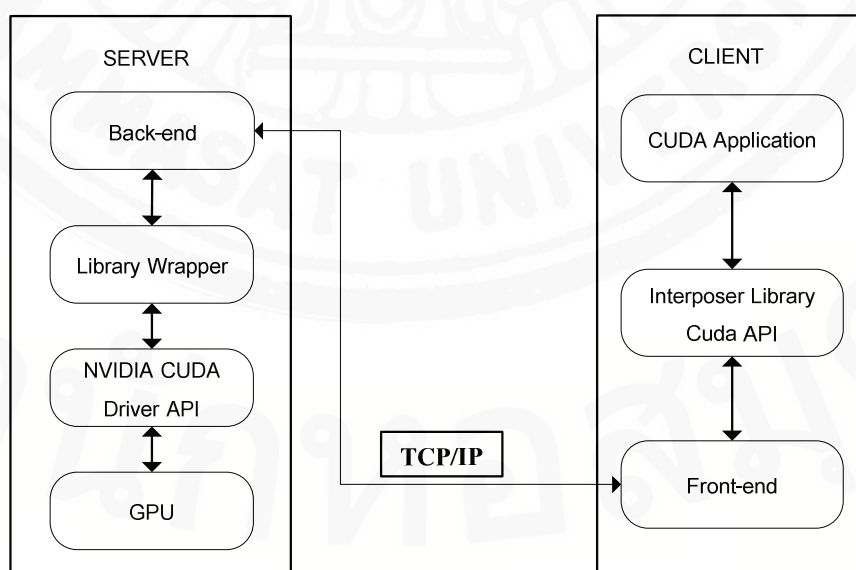 SERVER
Back-end
Library Wrapper
NVIDIA CUDA
Driver API
GPU
TCP/IP
CLIENT
CUDA Application
Interposer Library
Cuda API
Front-end